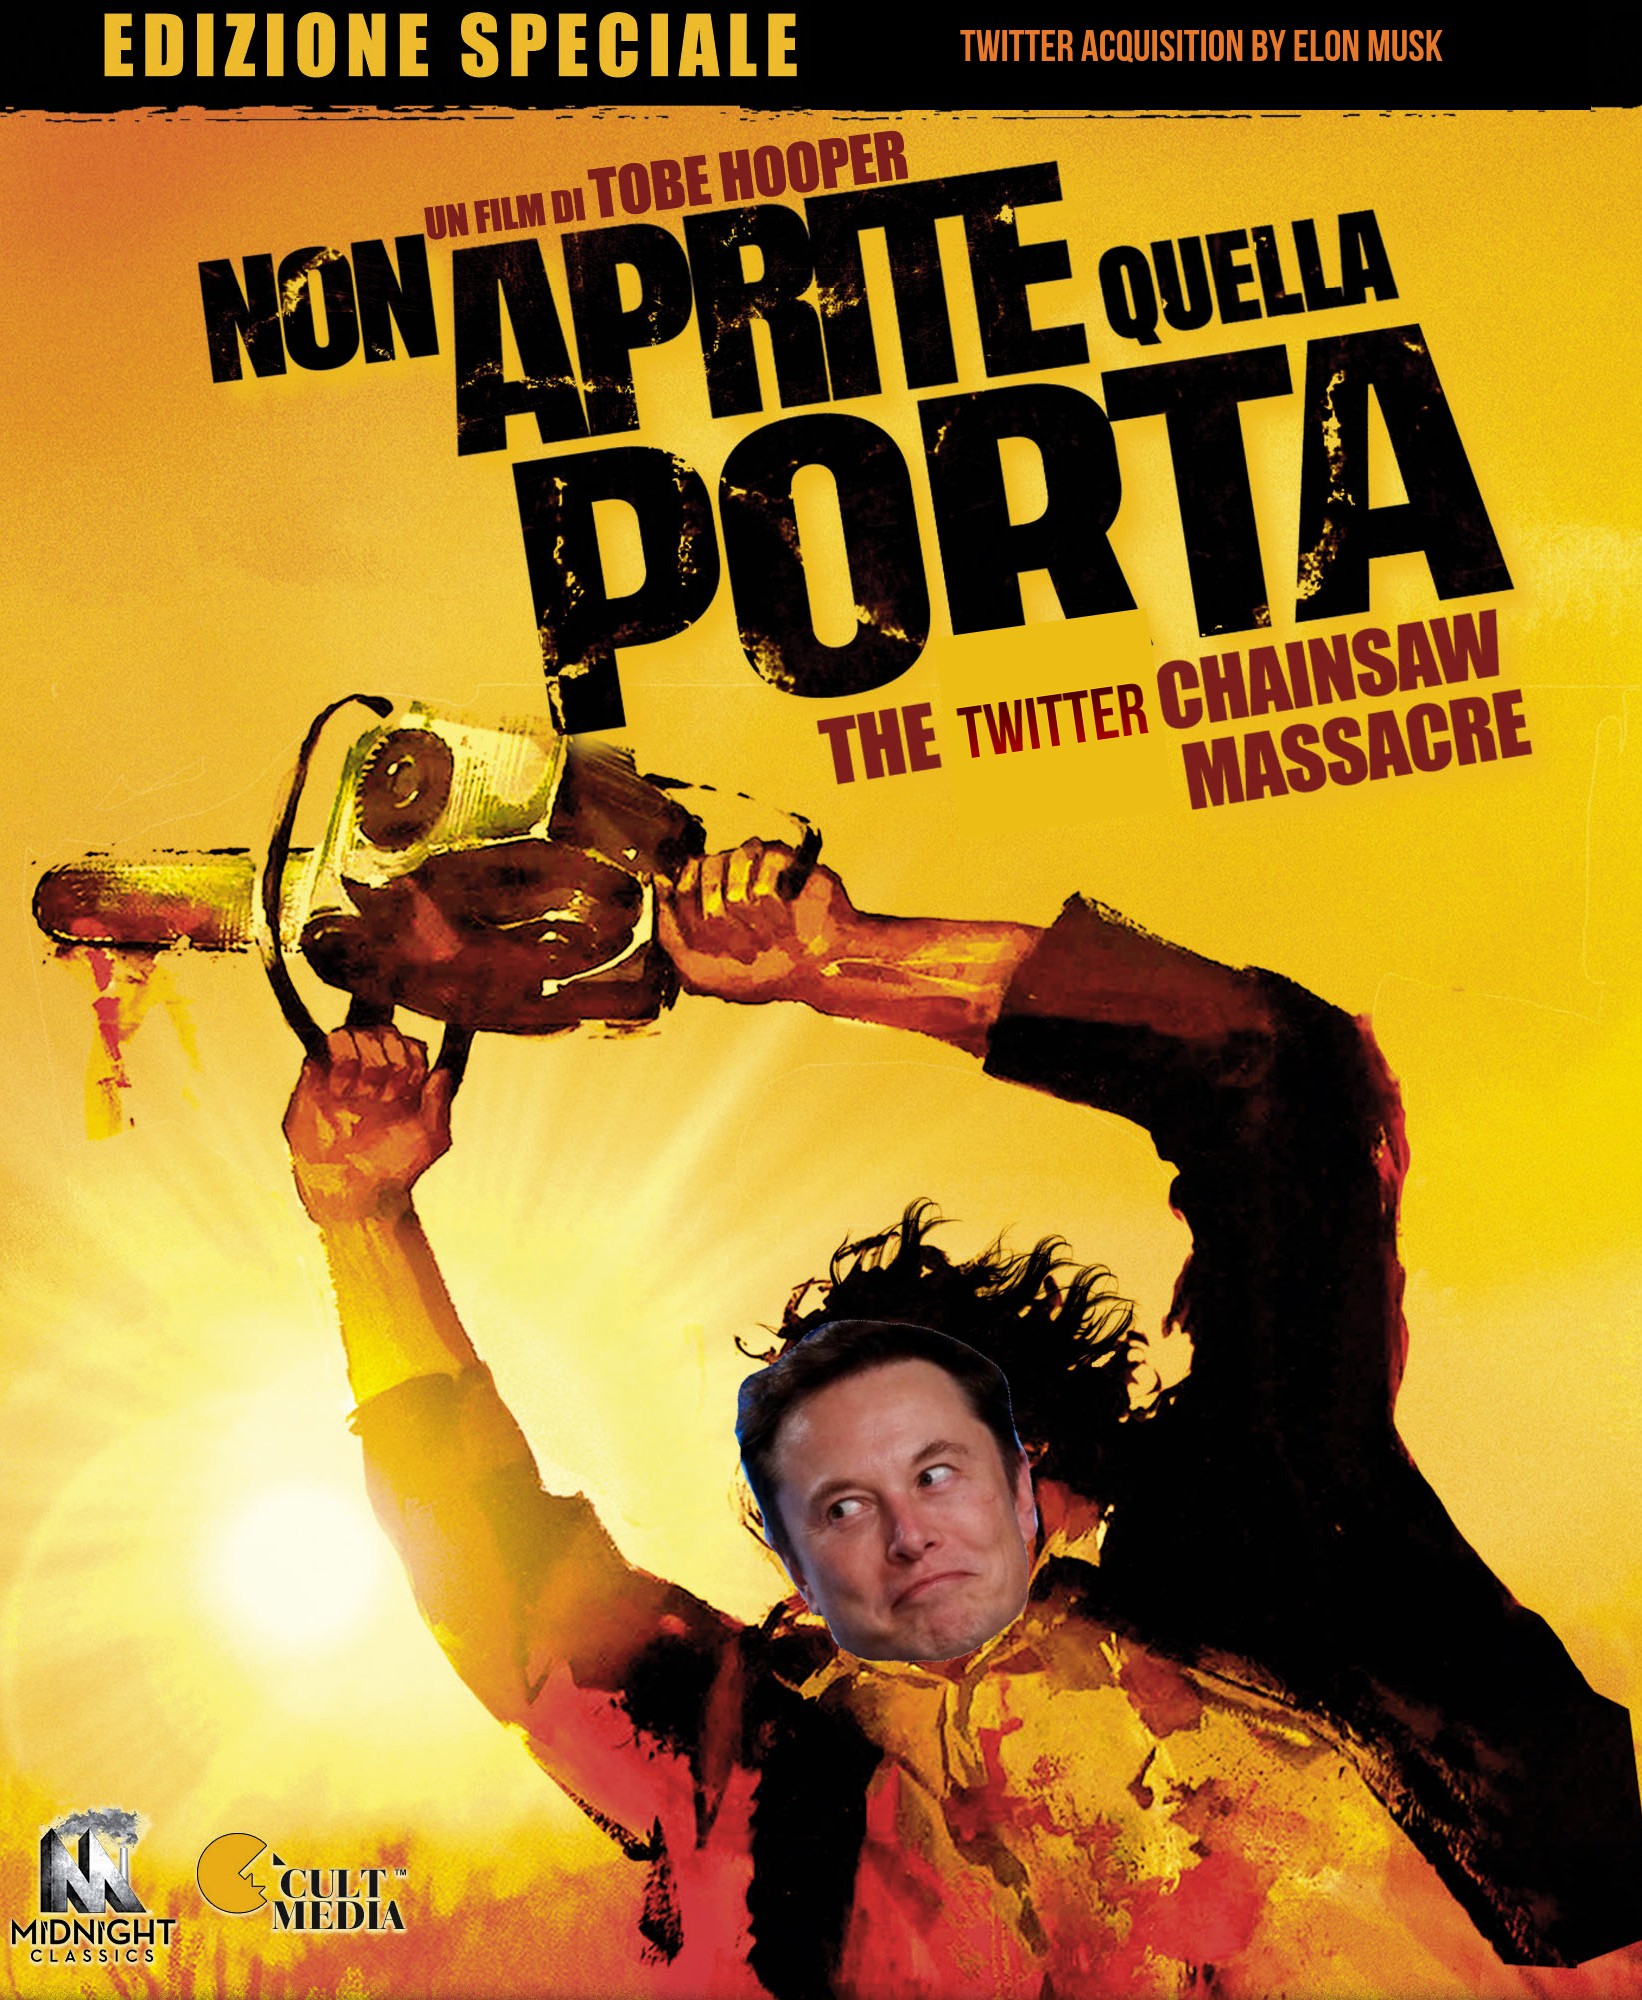 EDIZIONE SPECIALE
TWITTER ACQUISITION BY ELON MUSK
UN FILM DI TOBE HOOPER
NON APRITE QUELLA
PORTA
THE TWITTER CHAINSAW
MASSACRE
MIDNIGHT
CLASSICS
CULT™
MEDIA